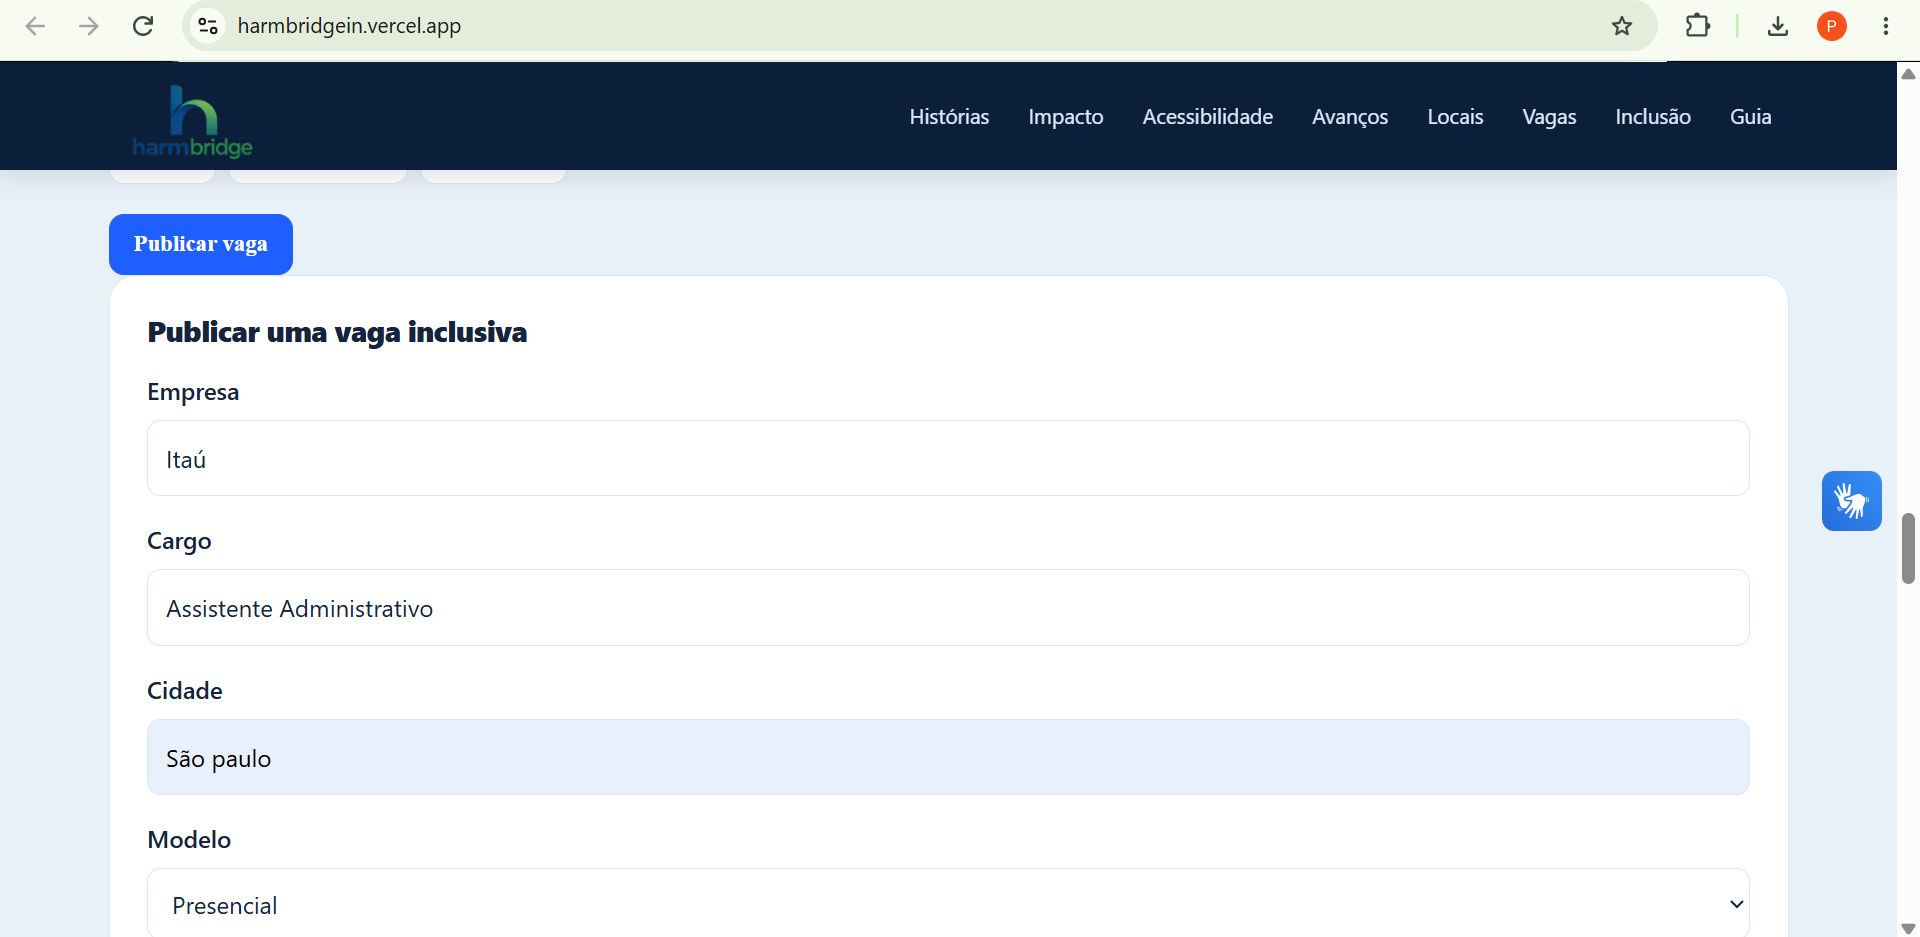 harmbridgein.vercel.app
P
harmbridge
Histórias Impacto Acessibilidade Avanços Locais Vagas Inclusão Guia
Publicar vaga
Publicar uma vaga inclusiva
Empresa
Itaú
Cargo
Assistente Administrativo
Cidade
São paulo
Modelo
Presencial